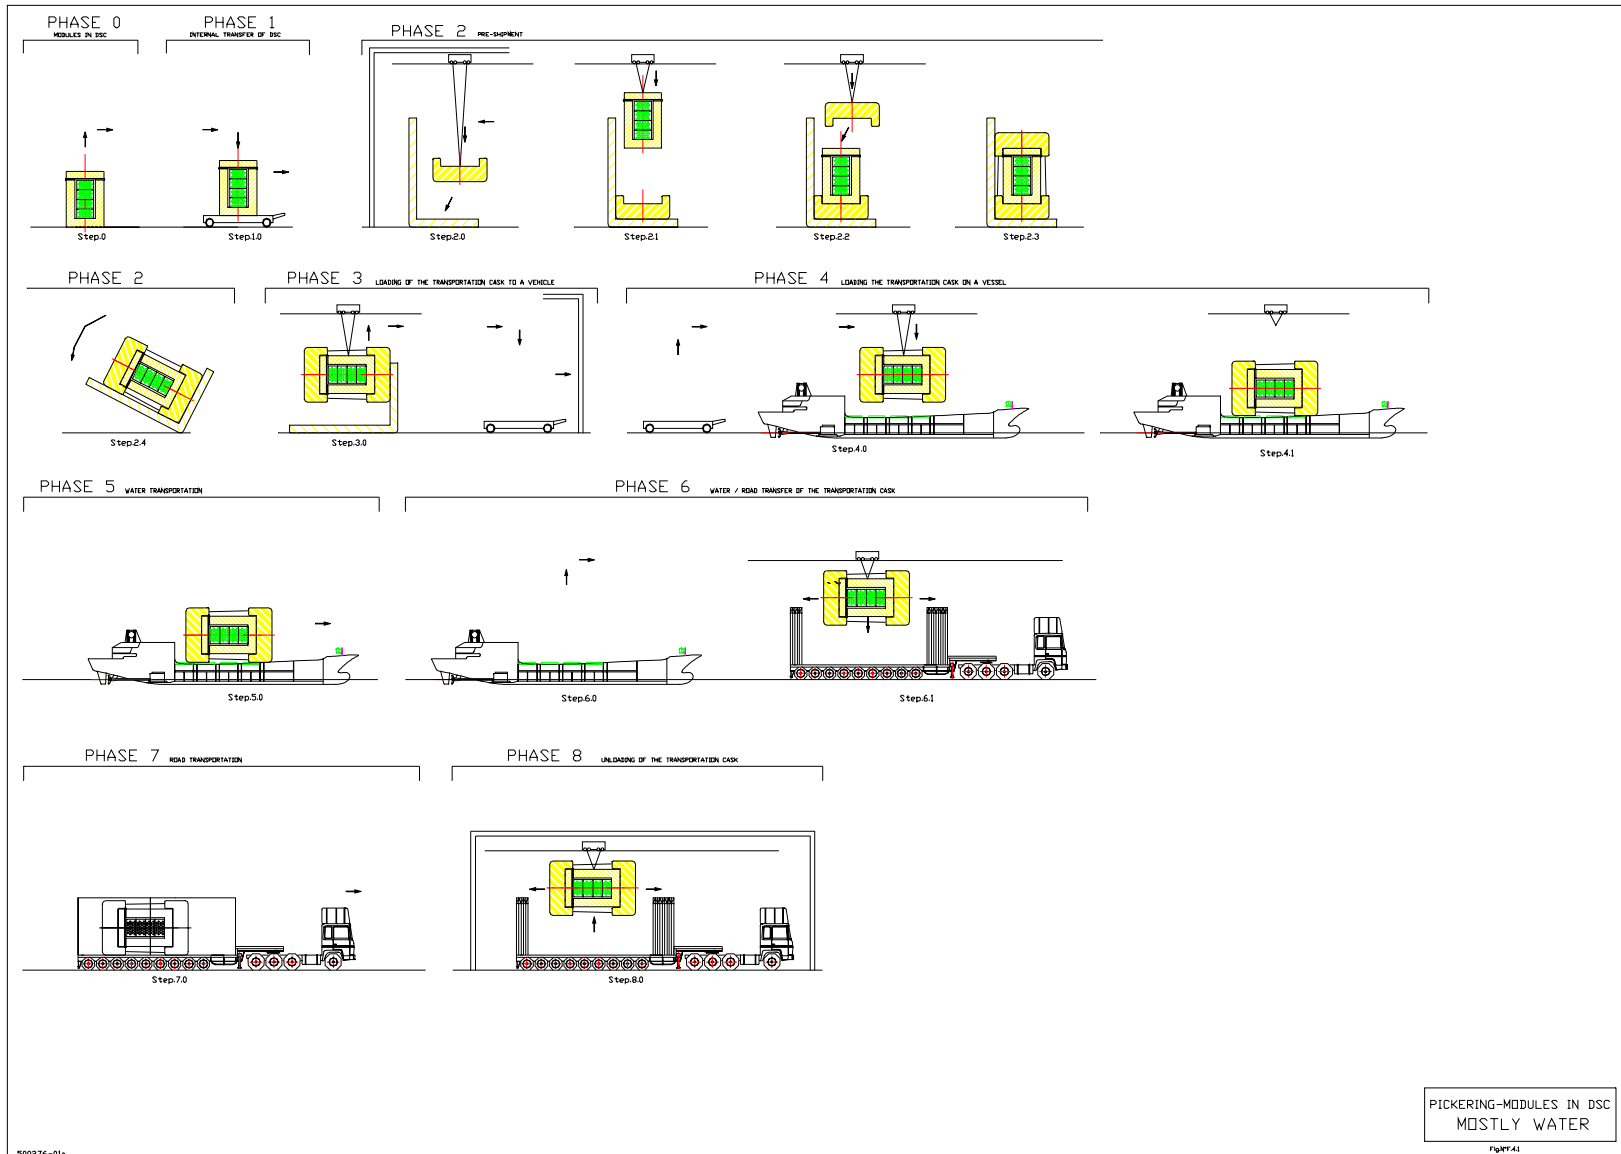 PHASE 0
MODULES IN DSC
PHASE 1
INTERNAL TRANSFER OF DSC
PHASE 2 PRE-SHIPMENT
Step.0
Step.1.0
Step.2.0
Step.2.1
Step.2.2
Step.2.3
PHASE 2
PHASE 3 LOADING OF THE TRANSPORTATION CASK TO A VEHICLE
PHASE 4 LOADING THE TRANSPORTATION CASK ON A VESSEL
Step.2.4
Step.3.0
Step.4.0
Step.4.1
PHASE 5 WATER TRANSPORTATION
PHASE 6 WATER / ROAD TRANSFER OF THE TRANSPORTATION CASK
Step.5.0
Step.6.0
Step.6.1
PHASE 7 ROAD TRANSPORTATION
PHASE 8 UNLOADING OF THE TRANSPORTATION CASK
Step.7.0
Step.8.0
PICKERING-MODULES IN DSC
MOSTLY WATER